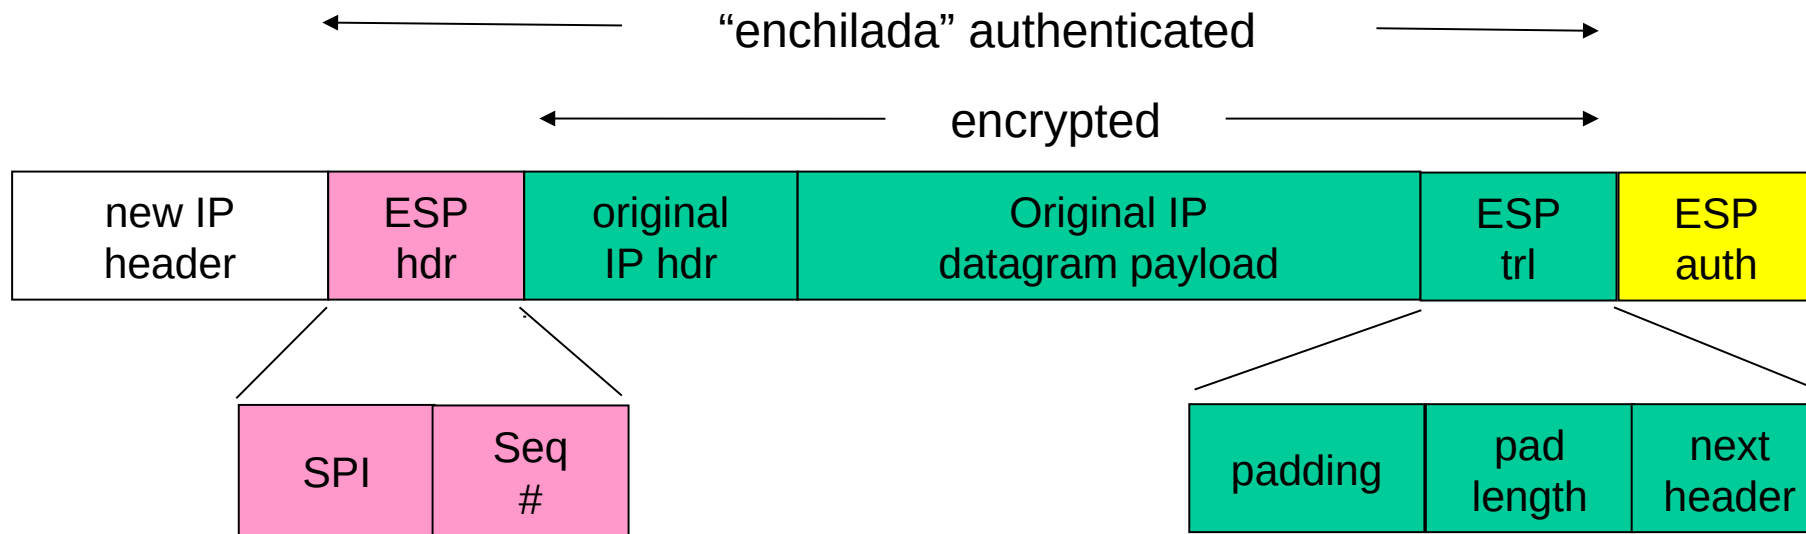 “enchilada” authenticated
encrypted
new IP
header
ESP
hdr
original
IP hdr
Original IP
datagram payload
ESP
trl
ESP
auth
SPI
Seq
#
padding
pad
length
next
header